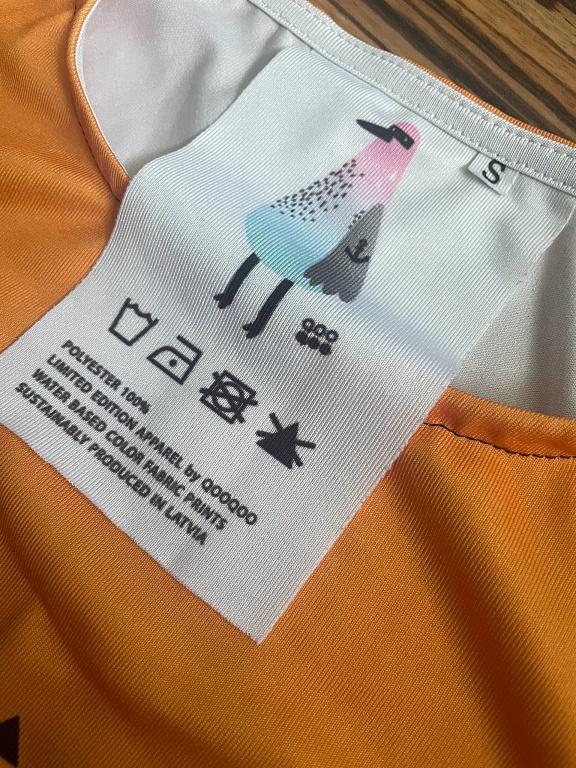 S
POLYESTER 100%
LIMITED EDITION APPAREL by QOOQOO
WATER BASED COLOR FABRIC PRINTS
SUSTAINABLY PRODUCED IN LATVIA